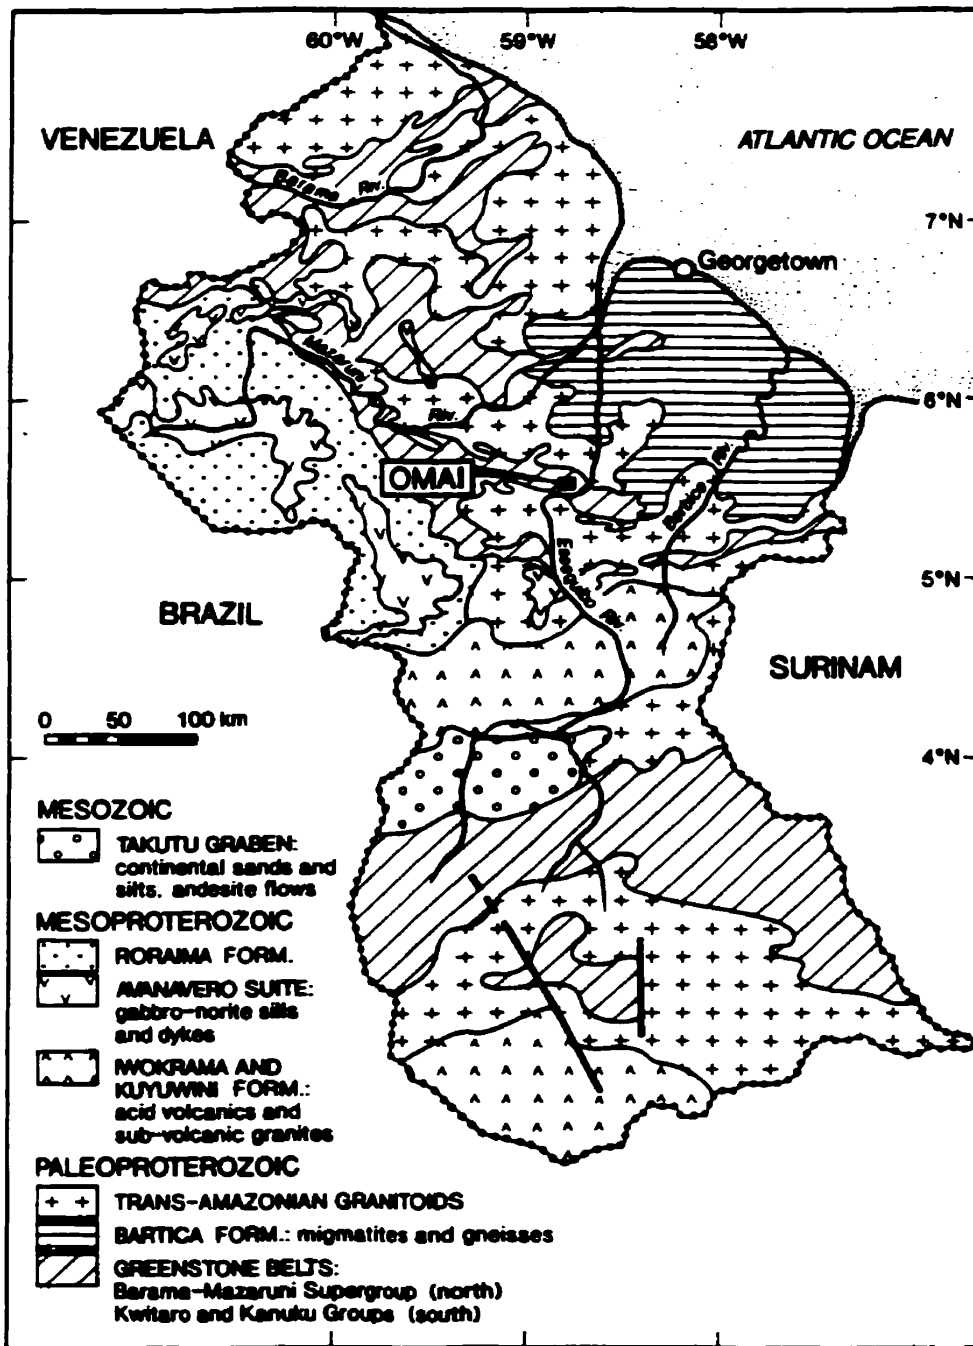 60°W 59°W 58°W
VENEZUELA
ATLANTIC OCEAN
Barama Riv.
7°N
Georgetown
Mazaruni
Riv.
6°N
OMAI
Berbice Riv.
Essequibo Riv.
5°N
BRAZIL
SURINAM
0 50 100 km
4°N
MESOZOIC
TAKUTU GRABEN:
continental sands and
silts, andesite flows
MESOPROTEROZOIC
RORAIMA FORM.
AVANAVERO SUITE:
gabbro-norite sills
and dykes
IWOKRAMA AND
KUYUWINI FORM.:
acid volcanics and
sub-volcanic granites
PALEOPROTEROZOIC
TRANS-AMAZONIAN GRANITOIDS
BARTICA FORM.: migmatites and gneisses
GREENSTONE BELTS:
Barama-Mazaruni Supergroup (north)
Kwitaro and Kanuku Groups (south)